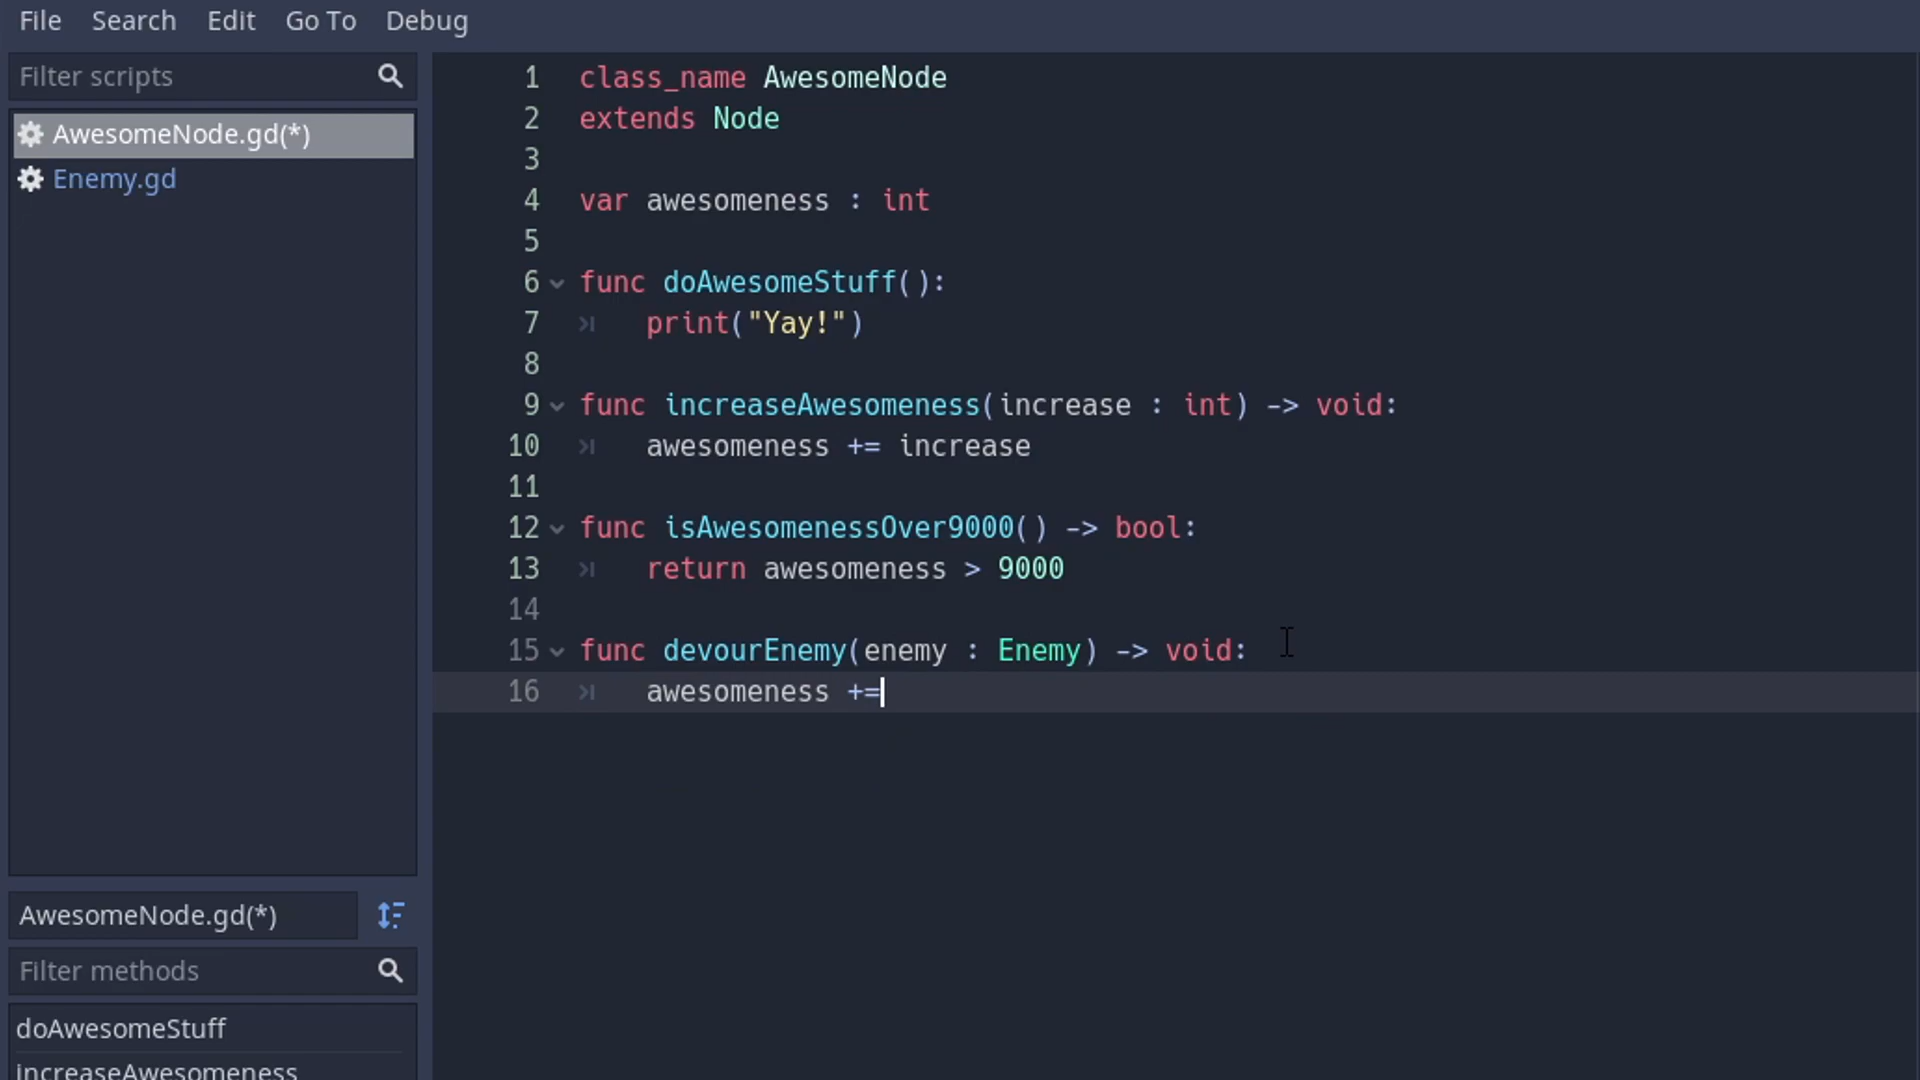 File Search Edit Go To Debug
Filter scripts
AwesomeNode.gd(*)
Enemy.gd
AwesomeNode.gd(*)
Filter methods
doAwesomeStuff
increaseAwesomeness
1 class_name AwesomeNode
2 extends Node
3
4 var awesomeness : int
5
6 func doAwesomeStuff():
7 print("Yay!")
8
9 func increaseAwesomeness(increase : int) -> void:
10 awesomeness += increase
11
12 func isAwesomenessOver9000() -> bool:
13 return awesomeness > 9000
14
15 func devourEnemy(enemy : Enemy) -> void:
16 awesomeness +=